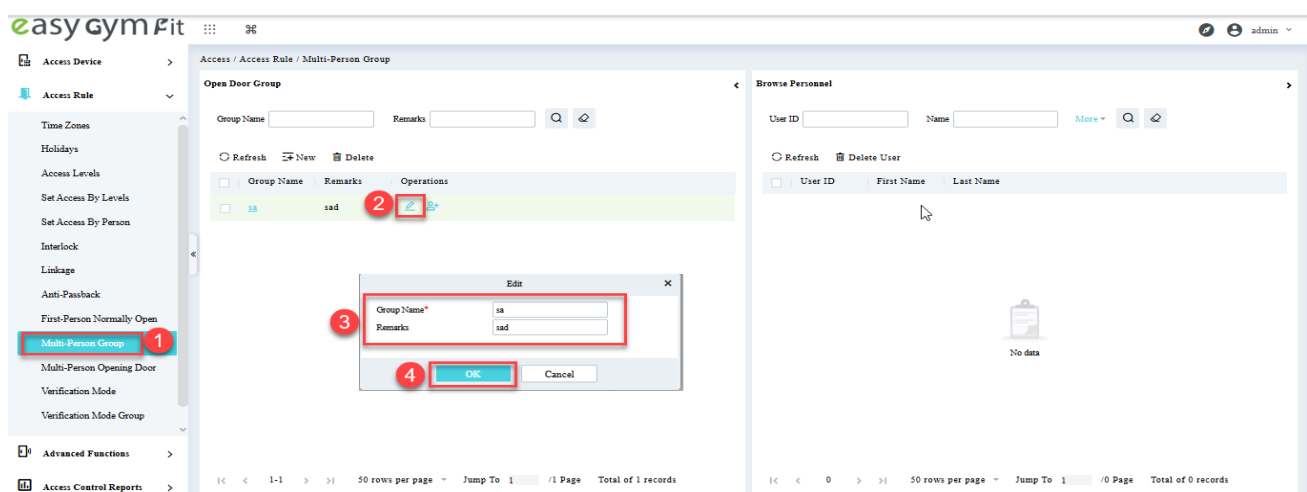 easy gym Fit
admin
Access Device
Access Rule
Time Zones
Holidays
Access Levels
Set Access By Levels
Set Access By Person
Interlock
Linkage
Anti-Passback
First-Person Normally Open
Multi-Person Group
1
Multi-Person Opening Door
Verification Mode
Verification Mode Group
Advanced Functions
Access Control Reports
Access / Access Rule / Multi-Person Group
Open Door Group
Group Name Remarks
Refresh New Delete
Group Name Remarks Operations
sa sad 2
Edit
Group Name* sa
3
Remarks sad
4 OK Cancel
1-1 50 rows per page Jump To 1 /1 Page Total of 1 records
Browse Personnel
User ID Name More
Refresh Delete User
User ID First Name Last Name
No data
0 50 rows per page Jump To 1 /0 Page Total of 0 records